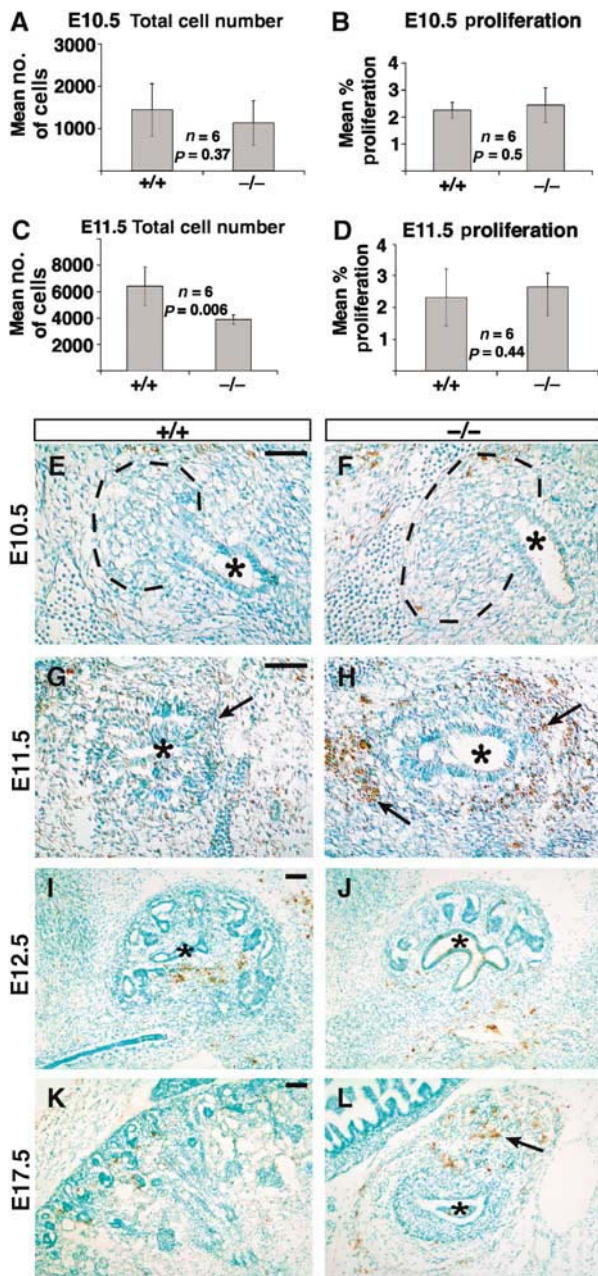 A E10.5 Total cell number
Mean no. of cells
3000
2000
1000
n = 6
P = 0.37
+/+ –/–
B E10.5 proliferation
Mean % proliferation
4
3
2
1
n = 6
P = 0.5
+/+ –/–
C E11.5 Total cell number
Mean no. of cells
8000
6000
4000
2000
n = 6
P = 0.006
+/+ –/–
D E11.5 proliferation
Mean % proliferation
4
3
2
1
n = 6
P = 0.44
+/+ –/–
+/+ –/–
E10.5
E * F *
E11.5
G * H *
E12.5
I * J *
E17.5
K L *